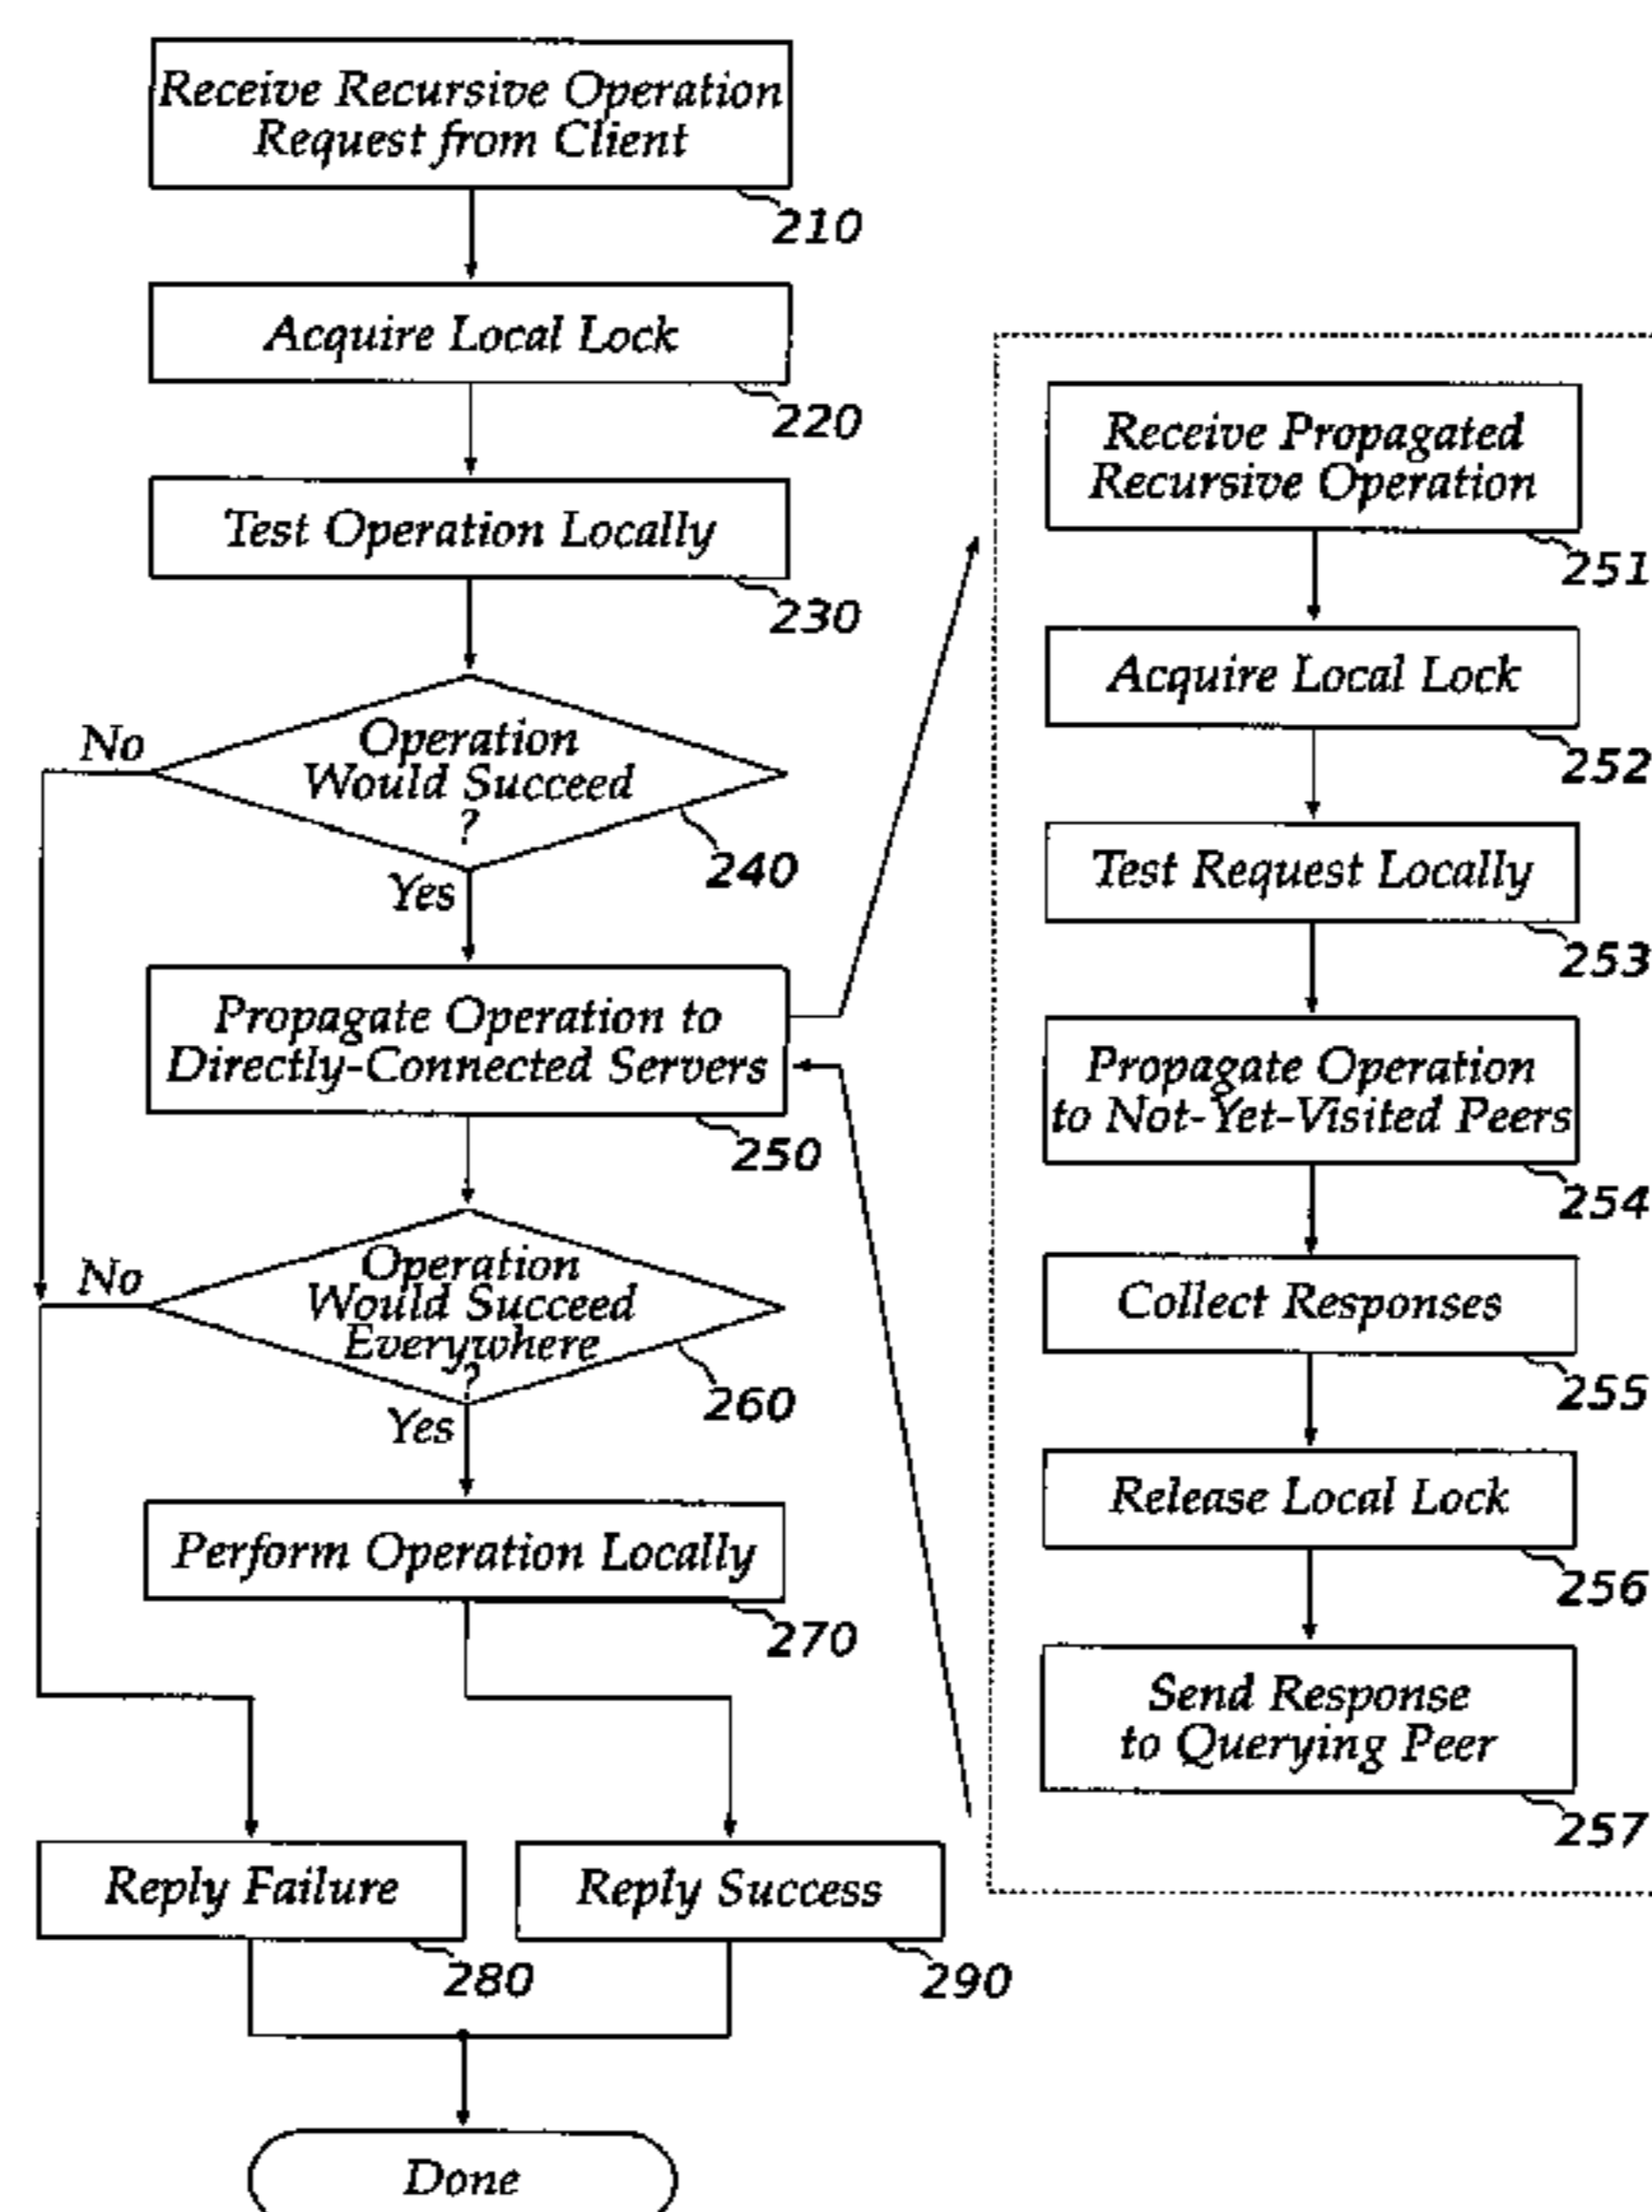 Receive Recursive Operation
Request from Client
210
Acquire Local Lock
220
Test Operation Locally
230
Operation
Would Succeed
?
No
240
Yes
Propagate Operation to
Directly-Connected Servers
250
Operation
Would Succeed
Everywhere
?
No
260
Yes
Perform Operation Locally
270
Reply Failure
280
Reply Success
290
Done
Receive Propagated
Recursive Operation
251
Acquire Local Lock
252
Test Request Locally
253
Propagate Operation
to Not-Yet-Visited Peers
254
Collect Responses
255
Release Local Lock
256
Send Response
to Querying Peer
257